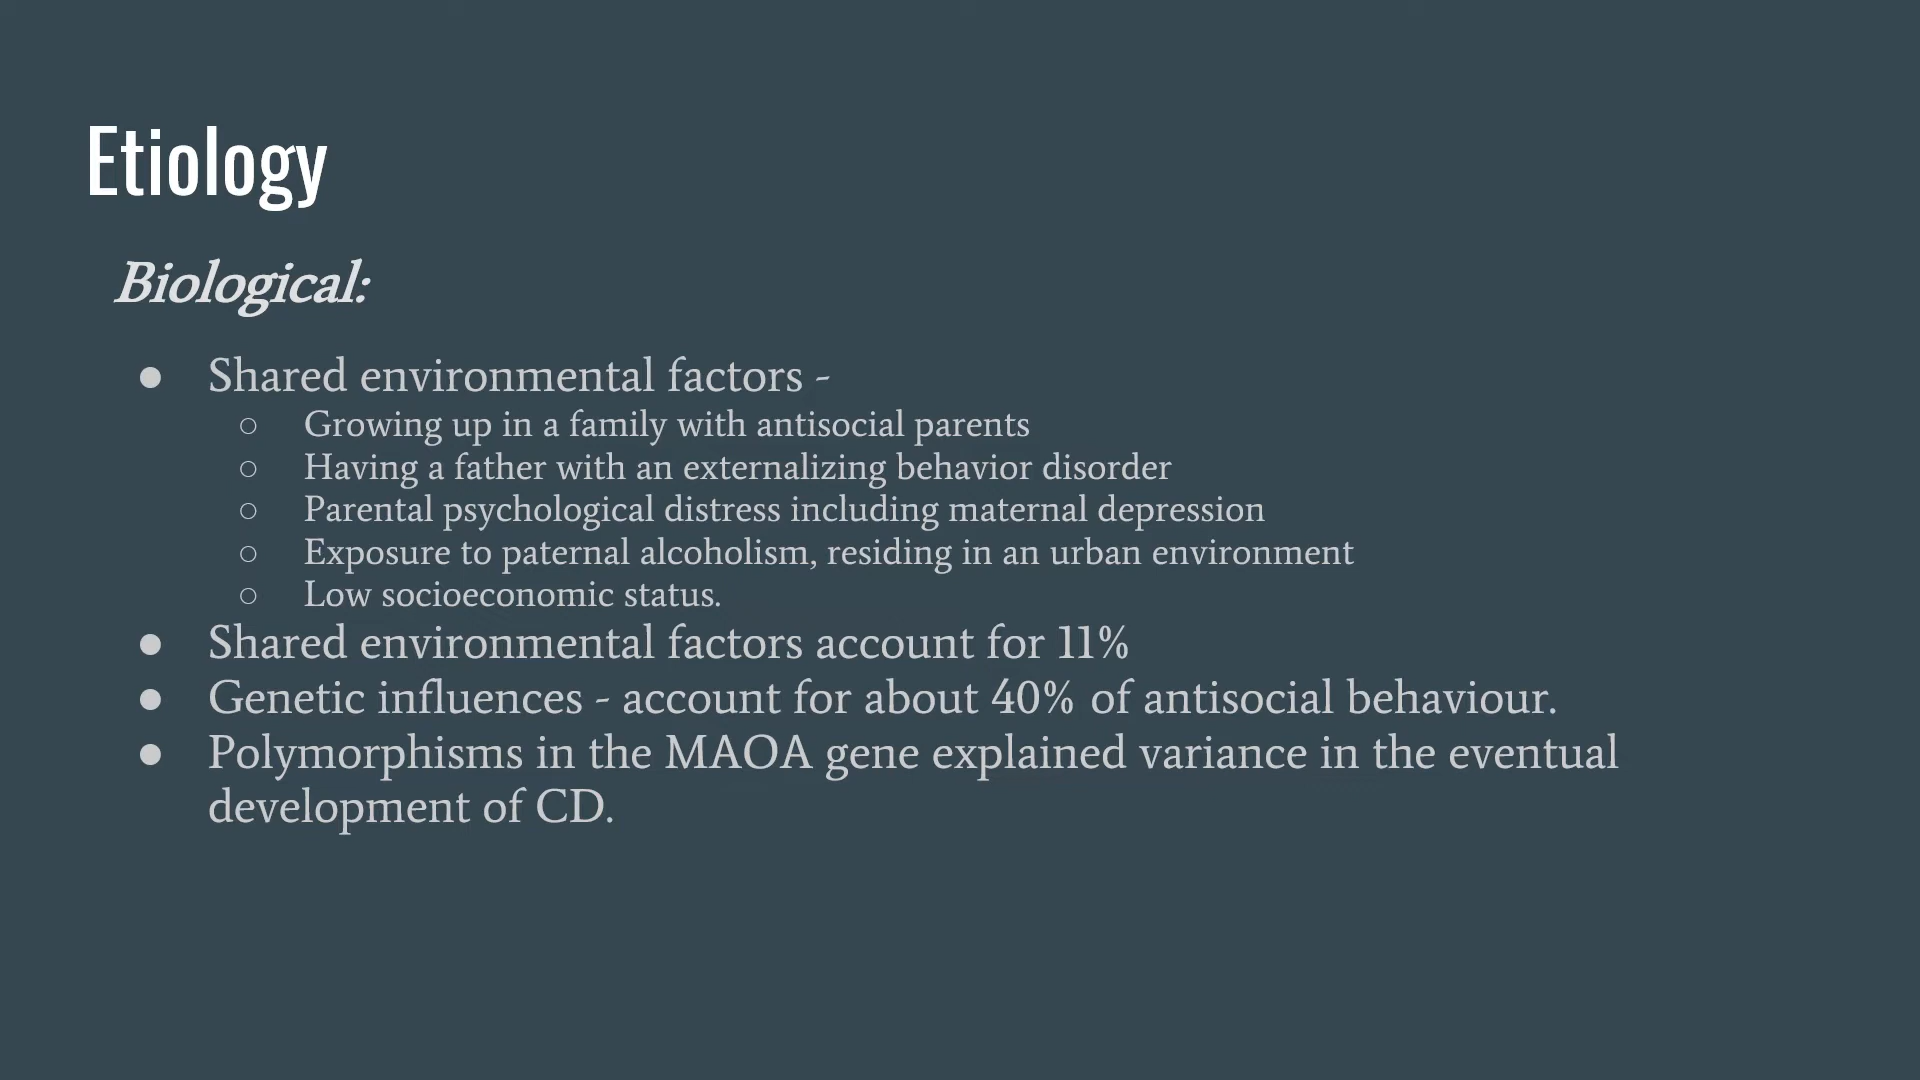 Etiology
Biological:
● Shared environmental factors -
○ Growing up in a family with antisocial parents
○ Having a father with an externalizing behavior disorder
○ Parental psychological distress including maternal depression
○ Exposure to paternal alcoholism, residing in an urban environment
○ Low socioeconomic status.
● Shared environmental factors account for 11%
● Genetic influences - account for about 40% of antisocial behaviour.
● Polymorphisms in the MAOA gene explained variance in the eventual
development of CD.